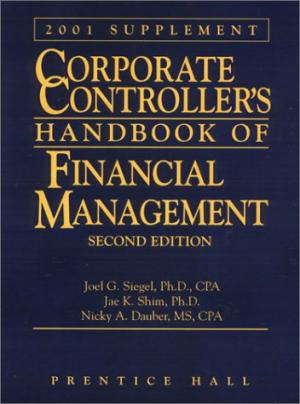 2001 SUPPLEMENT
CORPORATE
CONTROLLER'S
HANDBOOK OF
FINANCIAL
MANAGEMENT
SECOND EDITION
Joel G. Siegel, Ph.D., CPA
Jae K. Shim, Ph.D.
Nicky A. Dauber, MS, CPA
PRENTICE HALL